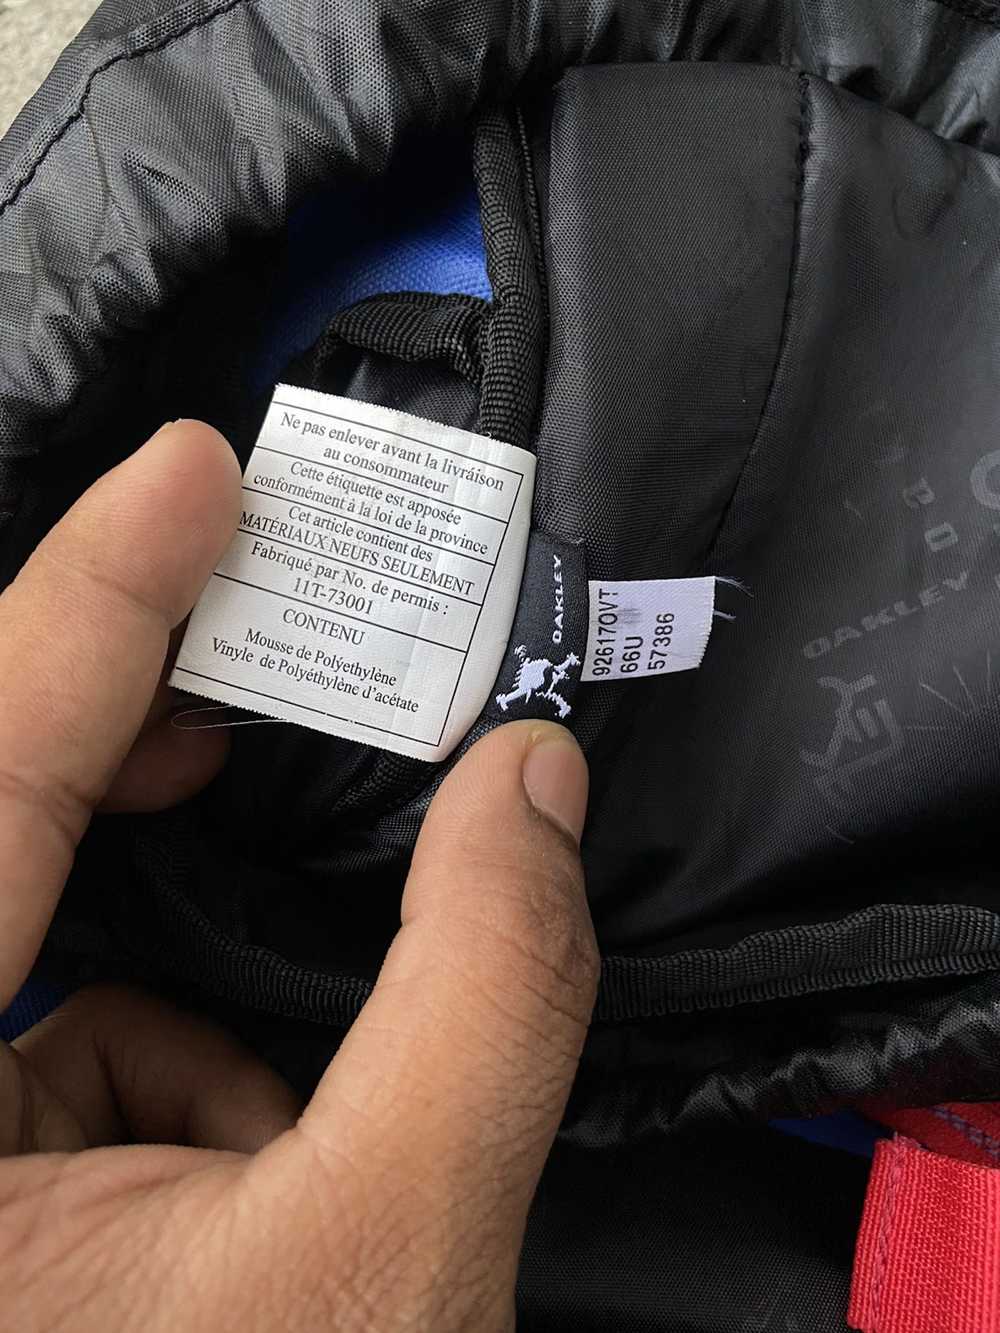 Ne pas enlever avant la livráison
au consommateur
Cette étiquette est apposée
conformément à la loi de la province
Cet article contient des
MATÉRIAUX NEUFS SEULEMENT
Fabriqué par No. de permis :
11T-73001
CONTENU
Mousse de Polyéthylène
Vinyle de Polyéthylène d'acétate
OAKLEY
92617OVT
66U
57386
OAKLEY